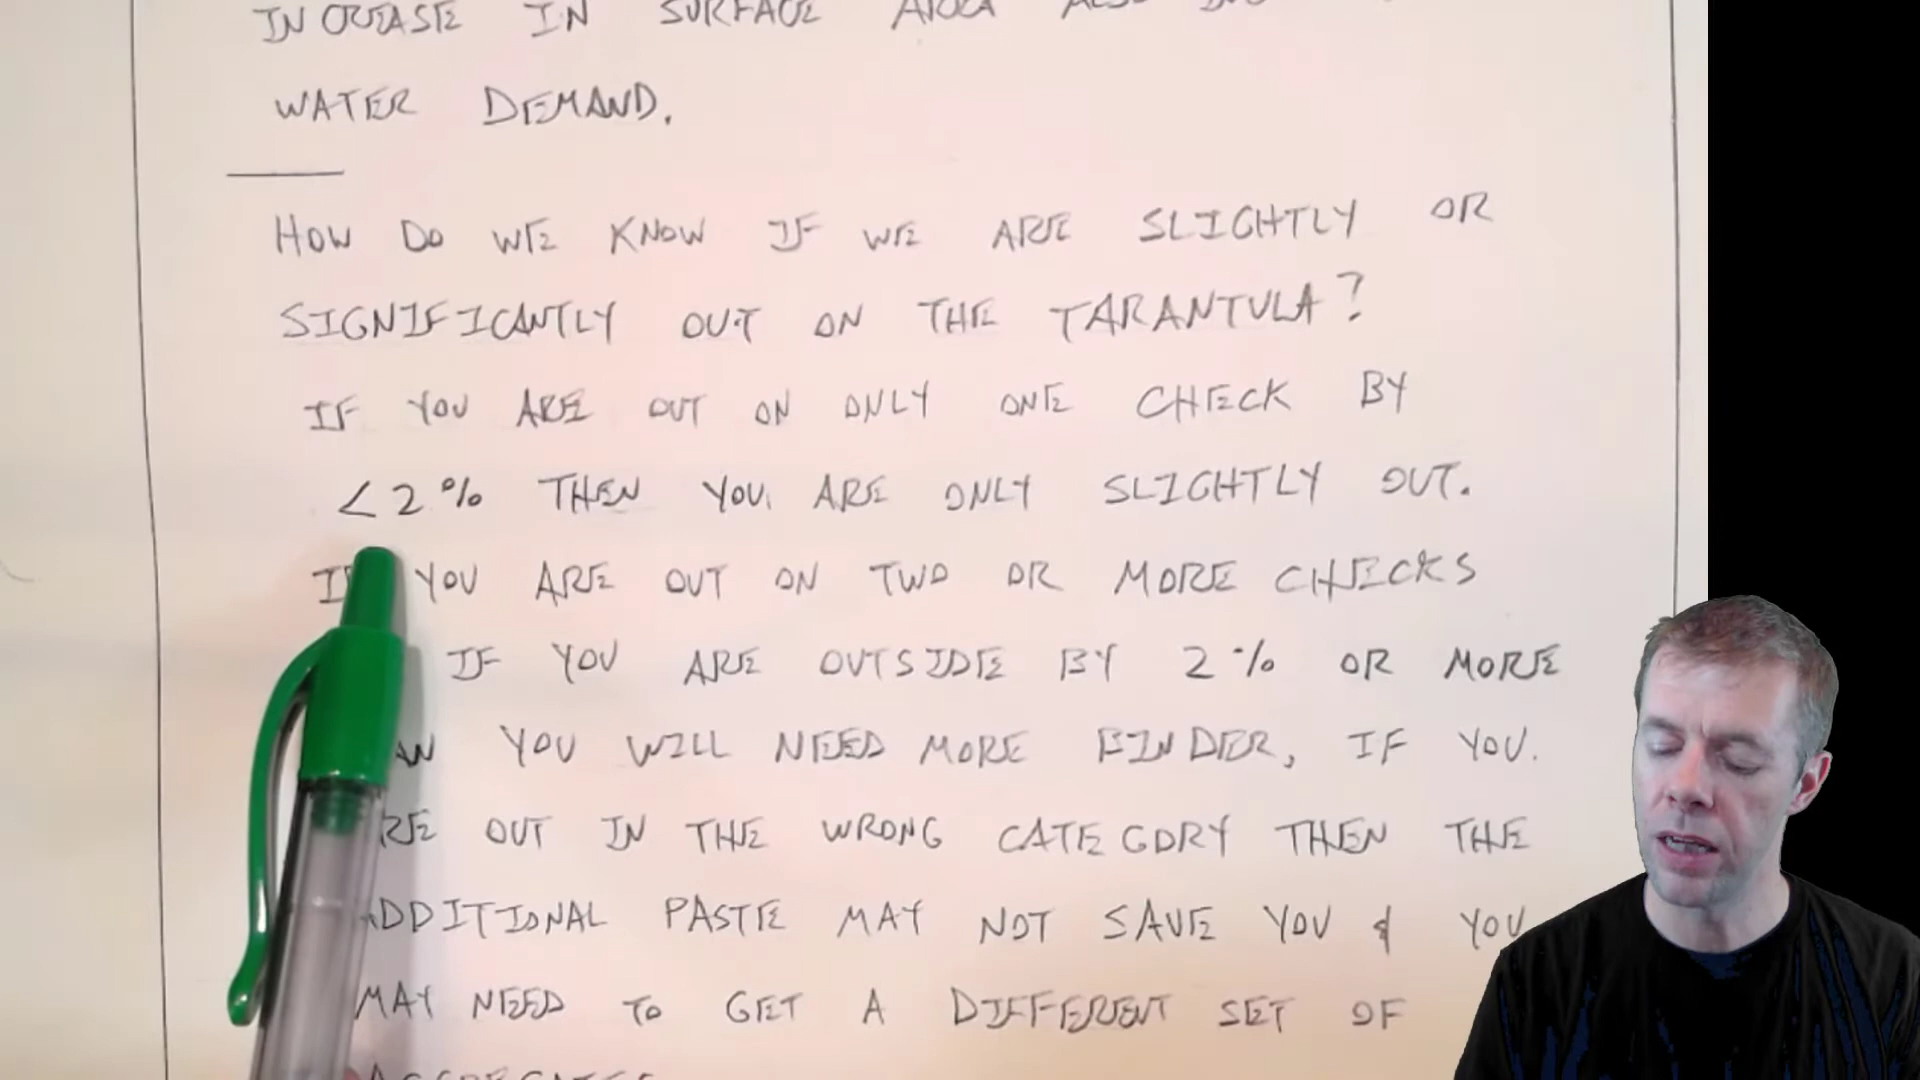 INCREASE IN SURFACE AREA ALSO
WATER DEMAND.
HOW DO WE KNOW IF WE ARE SLIGHTLY OR
SIGNIFICANTLY OUT ON THE TARANTULA?
IF YOU ARE OUT ON ONLY ONE CHECK BY
<2% THEN YOU ARE ONLY SLIGHTLY OUT.
YOU ARE OUT ON TWO OR MORE CHECKS
IF YOU ARE OUTSIDE BY 2% OR MORE
YOU WILL NEED MORE BINDER, IF YOU
OUT IN THE WRONG CATEGORY THEN THE
ADDITIONAL PASTE MAY NOT SAVE YOU & YOU
MAY NEED TO GET A DIFFERENT SET OF